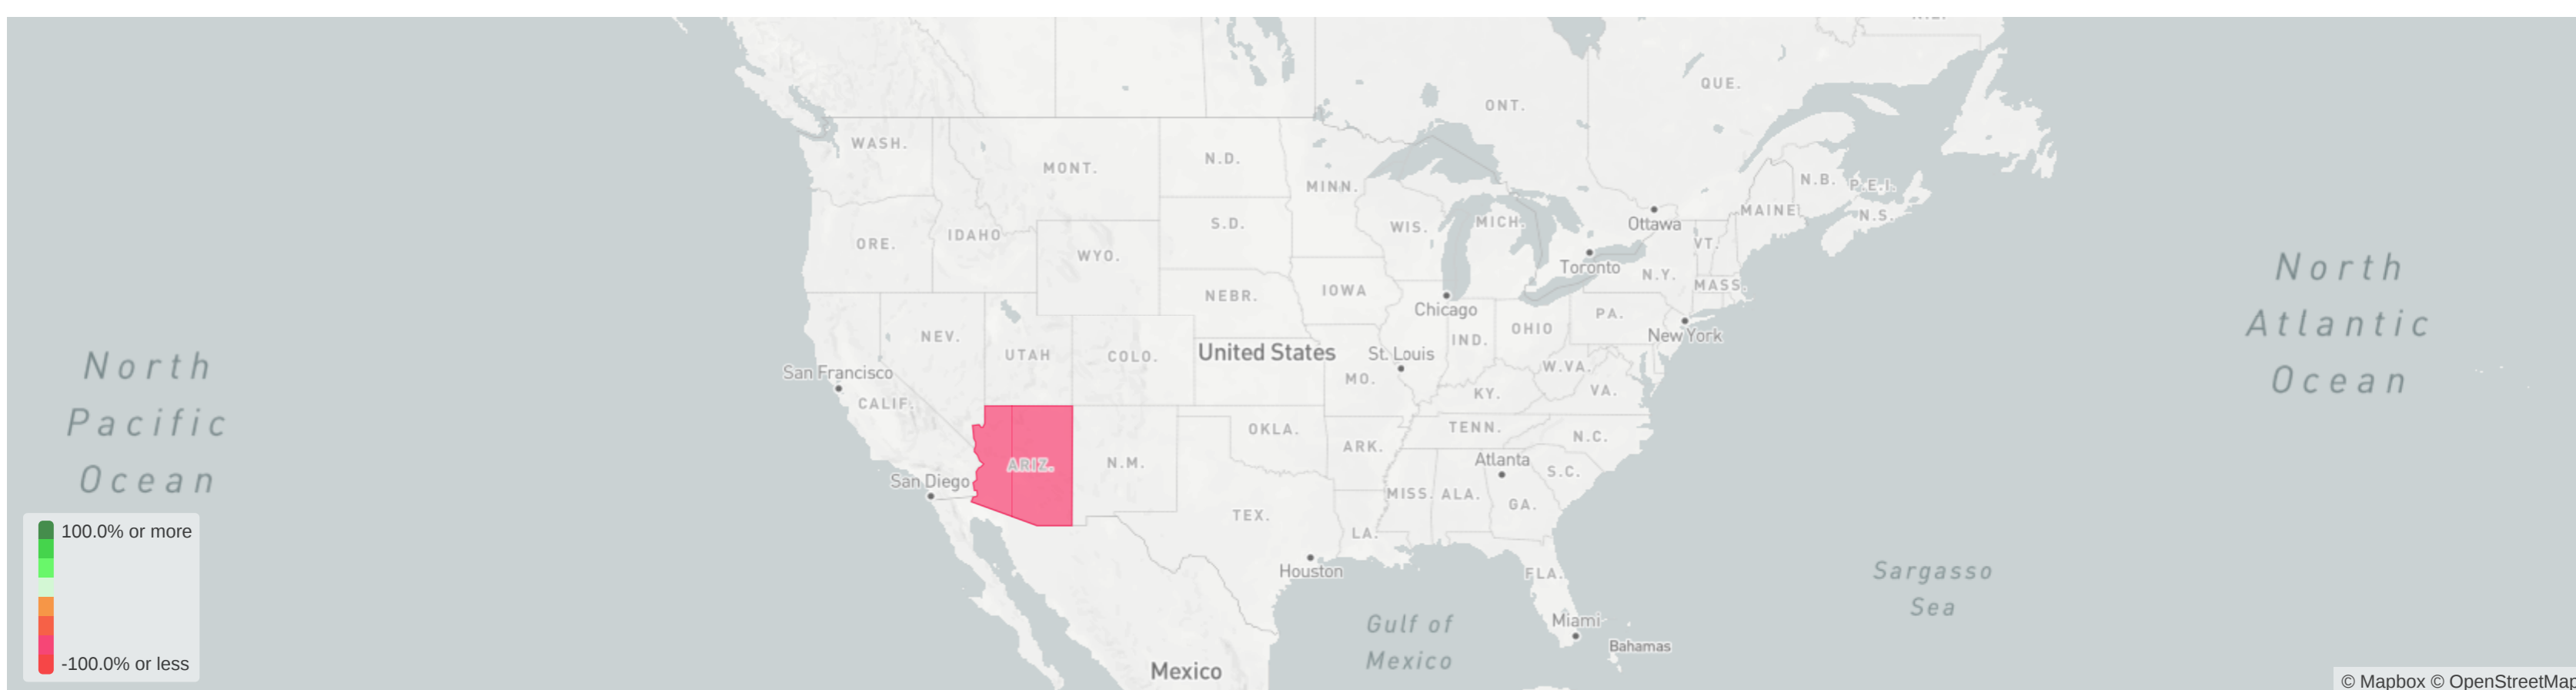 QUE.
ONT.
WASH.
MONT.
N.D.
MINN.
N.B.
P.E.I.
MAINE
N.S.
WIS.
MICH.
Ottawa
ORE.
IDAHO
S.D.
WYO.
VT.
Toronto
N.Y.
MASS.
North
Atlantic
Ocean
NEBR.
IOWA
Chicago
PA.
OHIO
IND.
New York
NEV.
UTAH
COLO.
United States
St. Louis
W.VA.
VA.
MO.
KY.
San Francisco
CALIF.
North
Pacific
Ocean
OKLA.
ARK.
TENN.
N.C.
ARIZ.
N.M.
Atlanta
S.C.
San Diego
MISS.
ALA.
GA.
TEX.
LA.
Houston
FLA.
Sargasso
Sea
Gulf of
Mexico
Miami
Bahamas
Mexico
100.0% or more
-100.0% or less
© Mapbox © OpenStreetMap